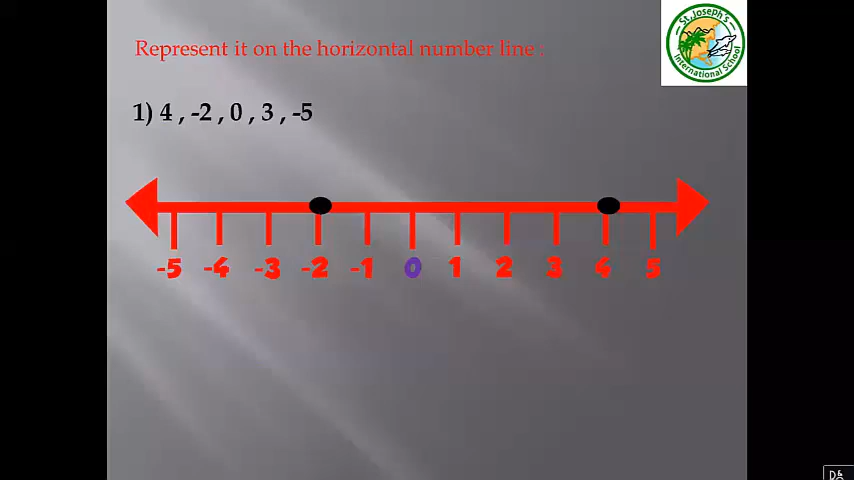 Represent it on the horizontal number line :
St. Joseph's
International School
1) 4 , -2 , 0 , 3 , -5
-5 -4 -3 -2 -1 0 1 2 3 4 5